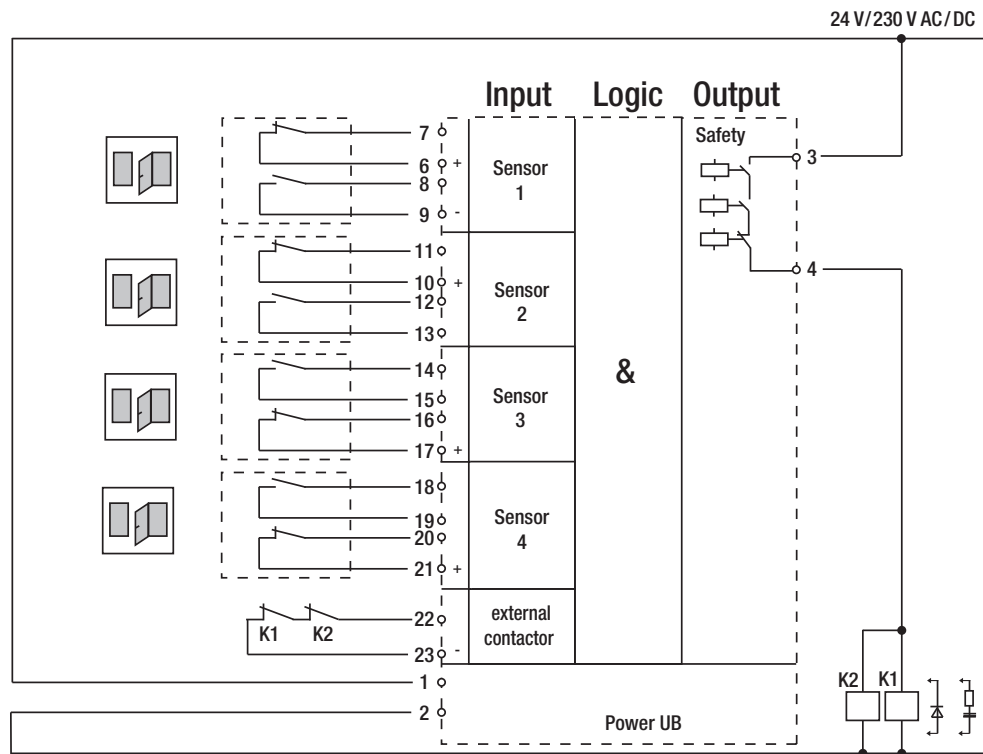 24 V/230 V AC/DC
Input Logic Output
Safety
7
6 +
8
9 -
Sensor
1
3
4
11
10 +
12
13
Sensor
2
&
14
15
16
17 +
Sensor
3
18
19
20
21 +
Sensor
4
K1 K2
22
23 -
external
contactor
1
2
Power UB
K2 K1